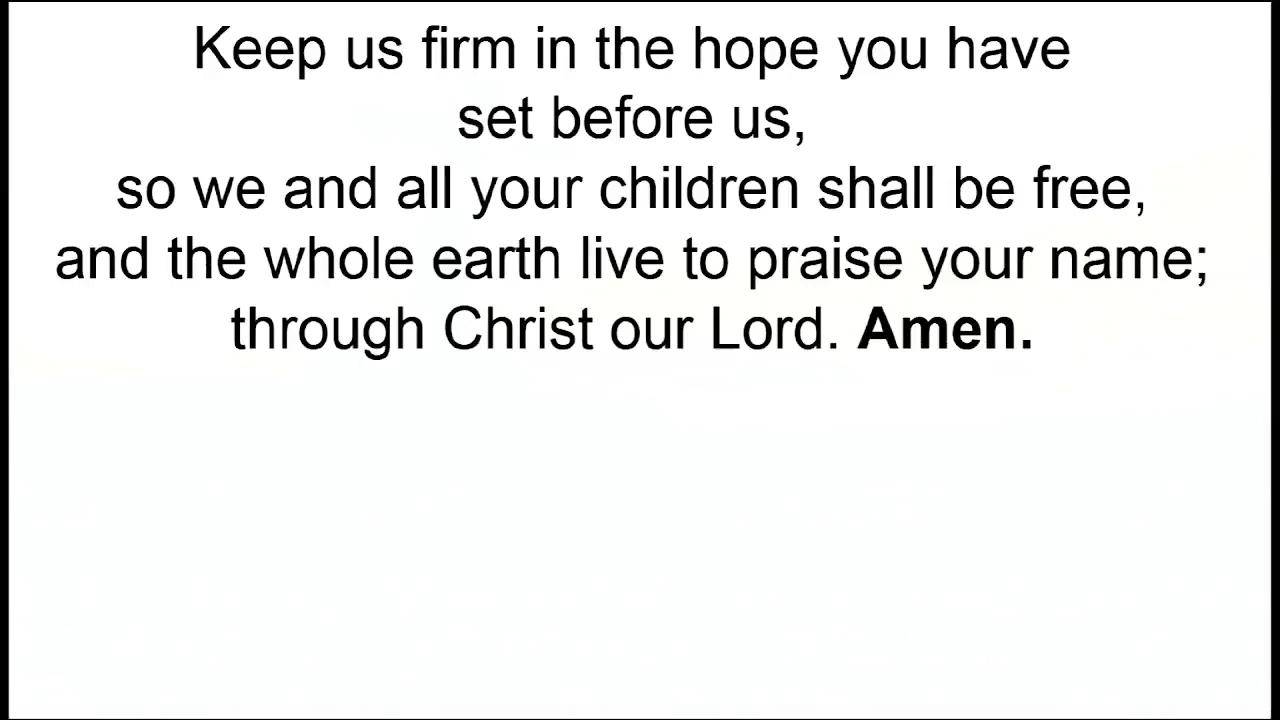 Keep us firm in the hope you have
set before us,
so we and all your children shall be free,
and the whole earth live to praise your name;
through Christ our Lord. Amen.